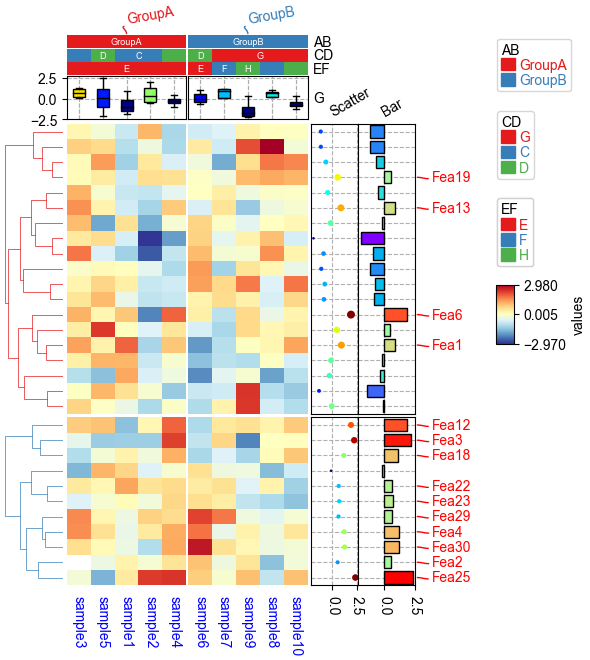 GroupA GroupB
GroupA GroupB AB
D C D G CD
E E F H EF
2.5
0.0
-2.5
G Scatter Bar
AB
GroupA
GroupB
CD
G
C
D
EF
E
F
H
2.980
0.005
-2.970
values
Fea19
Fea13
Fea6
Fea1
Fea12
Fea3
Fea18
Fea22
Fea23
Fea29
Fea4
Fea30
Fea2
Fea25
sample3 sample5 sample1 sample2 sample4 sample6 sample7 sample9 sample8 sample10
0.0 2.5 0.0 2.5